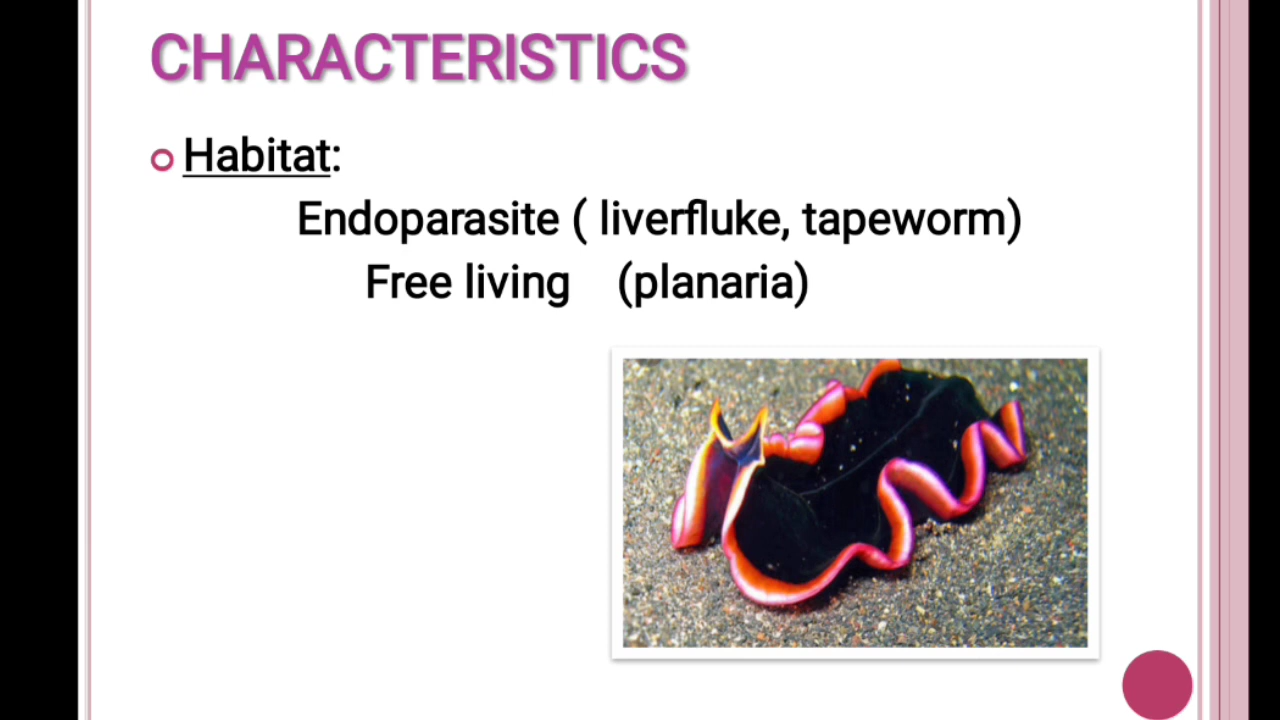 CHARACTERISTICS
Habitat:
Endoparasite ( liverfluke, tapeworm)
Free living (planaria)